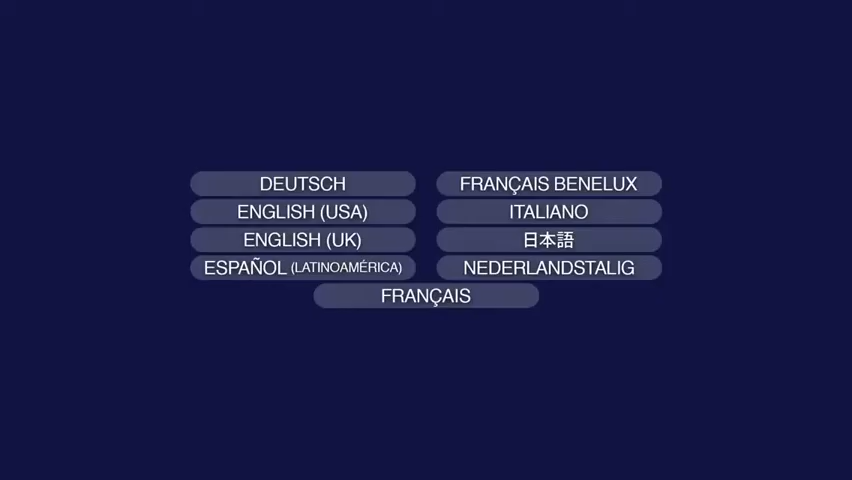 DEUTSCH
FRANÇAIS BENELUX
ENGLISH (USA)
ITALIANO
ENGLISH (UK)
日本語
ESPAÑOL (LATINOAMÉRICA)
NEDERLANDSTALIG
FRANÇAIS